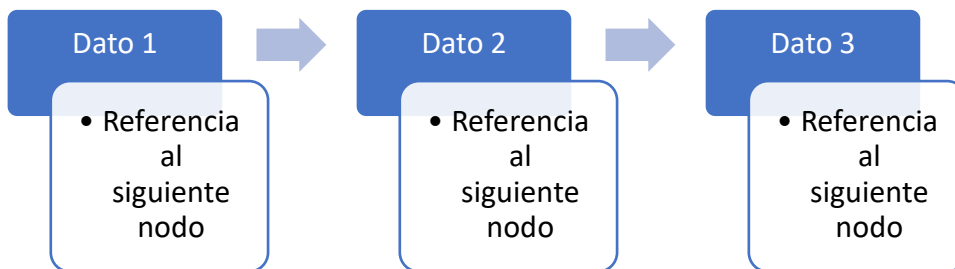 Dato 1
• Referencia
al
siguiente
nodo
Dato 2
• Referencia
al
siguiente
nodo
Dato 3
• Referencia
al
siguiente
nodo